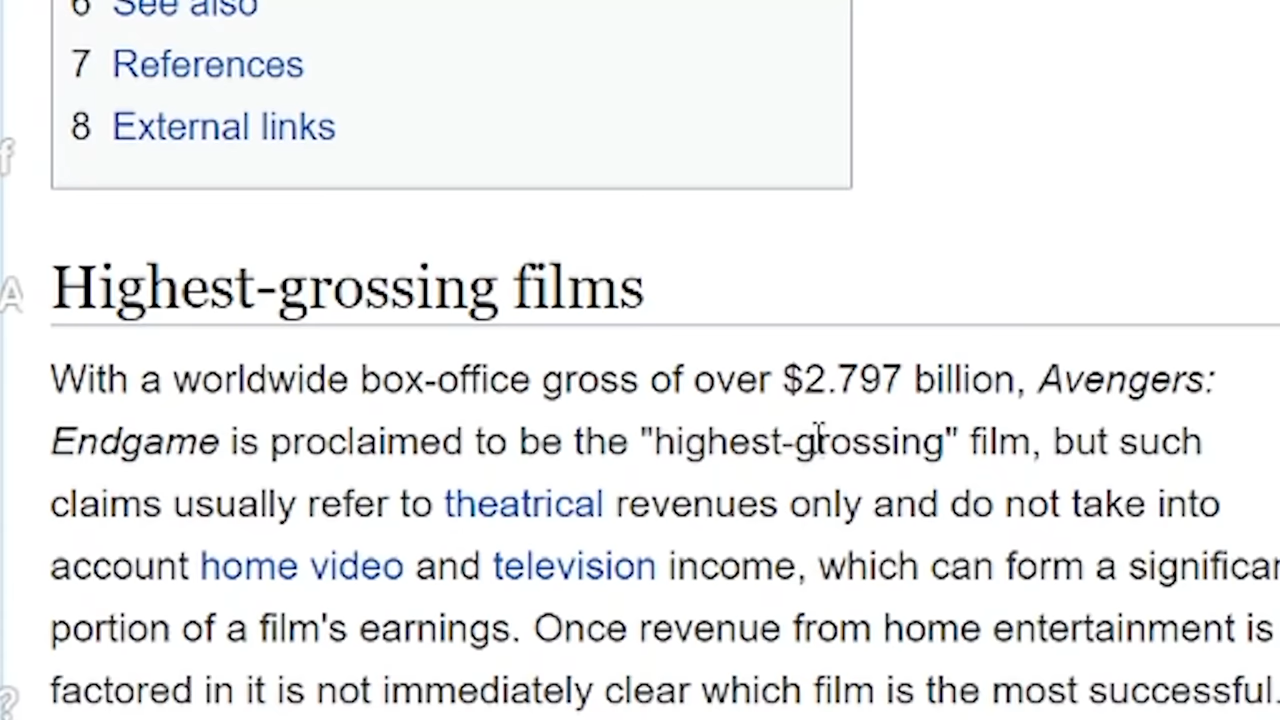 6 See also
7 References
8 External links
f
A
Highest-grossing films
With a worldwide box-office gross of over $2.797 billion, Avengers:
Endgame is proclaimed to be the "highest-grossing" film, but such
claims usually refer to theatrical revenues only and do not take into
account home video and television income, which can form a significan
portion of a film's earnings. Once revenue from home entertainment is
factored in it is not immediately clear which film is the most successful.
?